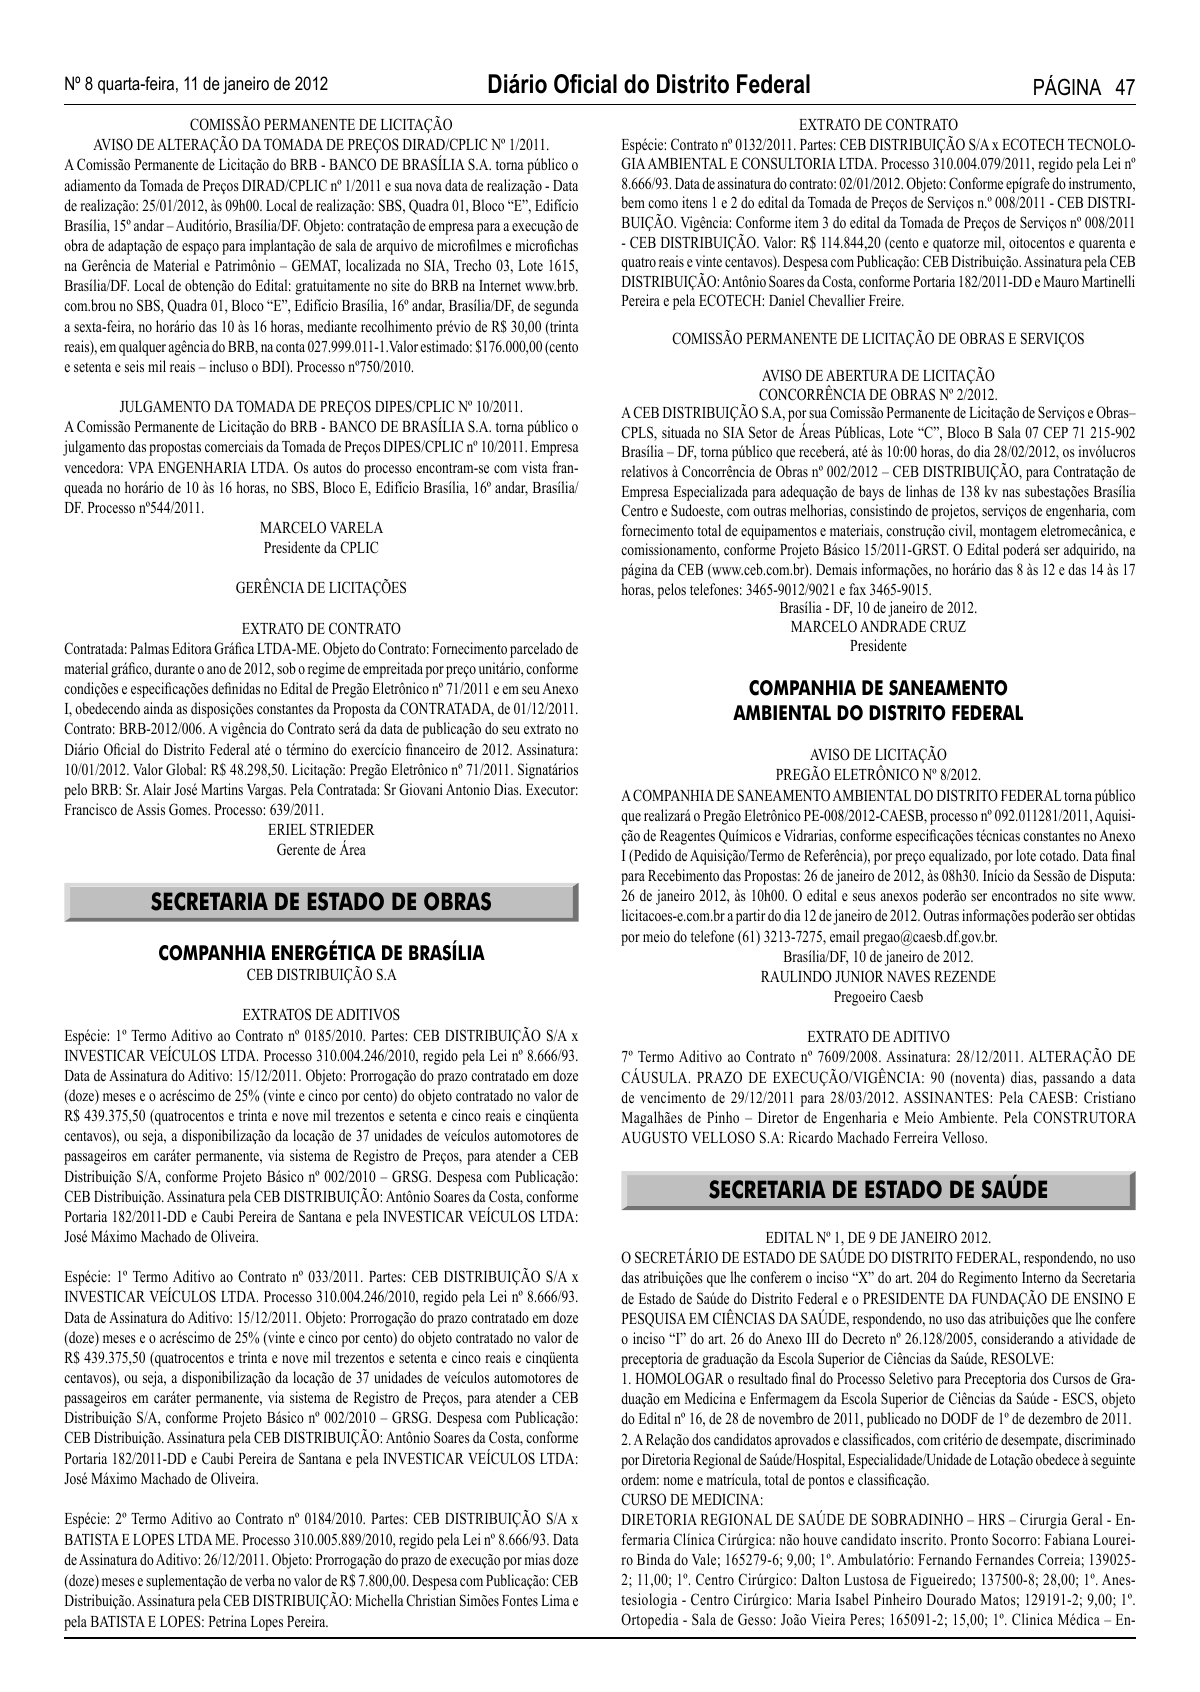 Nº 8 quarta-feira, 11 de janeiro de 2012
Diário Oficial do Distrito Federal
PÁGINA 47
COMISSÃO PERMANENTE DE LICITAÇÃO
AVISO DE ALTERAÇÃO DA TOMADA DE PREÇOS DIRAD/CPLIC Nº 1/2011.
A Comissão Permanente de Licitação do BRB - BANCO DE BRASÍLIA S.A. torna público o
adiamento da Tomada de Preços DIRAD/CPLIC nº 1/2011 e sua nova data de realização - Data
de realização: 25/01/2012, às 09h00. Local de realização: SBS, Quadra 01, Bloco “E”, Edifício
Brasília, 15º andar – Auditório, Brasília/DF. Objeto: contratação de empresa para a execução de
obra de adaptação de espaço para implantação de sala de arquivo de microfilmes e microfichas
na Gerência de Material e Patrimônio – GEMAT, localizada no SIA, Trecho 03, Lote 1615,
Brasília/DF. Local de obtenção do Edital: gratuitamente no site do BRB na Internet www.brb.
com.brou no SBS, Quadra 01, Bloco “E”, Edifício Brasília, 16º andar, Brasília/DF, de segunda
a sexta-feira, no horário das 10 às 16 horas, mediante recolhimento prévio de R$ 30,00 (trinta
reais), em qualquer agência do BRB, na conta 027.999.011-1.Valor estimado: $176.000,00 (cento
e setenta e seis mil reais – incluso o BDI). Processo nº750/2010.
JULGAMENTO DA TOMADA DE PREÇOS DIPES/CPLIC Nº 10/2011.
A Comissão Permanente de Licitação do BRB - BANCO DE BRASÍLIA S.A. torna público o
julgamento das propostas comerciais da Tomada de Preços DIPES/CPLIC nº 10/2011. Empresa
vencedora: VPA ENGENHARIA LTDA. Os autos do processo encontram-se com vista fran-
queada no horário de 10 às 16 horas, no SBS, Bloco E, Edifício Brasília, 16º andar, Brasília/
DF. Processo nº544/2011.
MARCELO VARELA
Presidente da CPLIC
GERÊNCIA DE LICITAÇÕES
EXTRATO DE CONTRATO
Contratada: Palmas Editora Gráfica LTDA-ME. Objeto do Contrato: Fornecimento parcelado de
material gráfico, durante o ano de 2012, sob o regime de empreitada por preço unitário, conforme
condições e especificações definidas no Edital de Pregão Eletrônico nº 71/2011 e em seu Anexo
I, obedecendo ainda as disposições constantes da Proposta da CONTRATADA, de 01/12/2011.
Contrato: BRB-2012/006. A vigência do Contrato será da data de publicação do seu extrato no
Diário Oficial do Distrito Federal até o término do exercício financeiro de 2012. Assinatura:
10/01/2012. Valor Global: R$ 48.298,50. Licitação: Pregão Eletrônico nº 71/2011. Signatários
pelo BRB: Sr. Alair José Martins Vargas. Pela Contratada: Sr Giovani Antonio Dias. Executor:
Francisco de Assis Gomes. Processo: 639/2011.
ERIEL STRIEDER
Gerente de Área
SECRETARIA DE ESTADO DE OBRAS
COMPANHIA ENERGÉTICA DE BRASÍLIA
CEB DISTRIBUIÇÃO S.A
EXTRATOS DE ADITIVOS
Espécie: 1º Termo Aditivo ao Contrato nº 0185/2010. Partes: CEB DISTRIBUIÇÃO S/A x
INVESTICAR VEÍCULOS LTDA. Processo 310.004.246/2010, regido pela Lei nº 8.666/93.
Data de Assinatura do Aditivo: 15/12/2011. Objeto: Prorrogação do prazo contratado em doze
(doze) meses e o acréscimo de 25% (vinte e cinco por cento) do objeto contratado no valor de
R$ 439.375,50 (quatrocentos e trinta e nove mil trezentos e setenta e cinco reais e cinqüenta
centavos), ou seja, a disponibilização da locação de 37 unidades de veículos automotores de
passageiros em caráter permanente, via sistema de Registro de Preços, para atender a CEB
Distribuição S/A, conforme Projeto Básico nº 002/2010 – GRSG. Despesa com Publicação:
CEB Distribuição. Assinatura pela CEB DISTRIBUIÇÃO: Antônio Soares da Costa, conforme
Portaria 182/2011-DD e Caubi Pereira de Santana e pela INVESTICAR VEÍCULOS LTDA:
José Máximo Machado de Oliveira.
Espécie: 1º Termo Aditivo ao Contrato nº 033/2011. Partes: CEB DISTRIBUIÇÃO S/A x
INVESTICAR VEÍCULOS LTDA. Processo 310.004.246/2010, regido pela Lei nº 8.666/93.
Data de Assinatura do Aditivo: 15/12/2011. Objeto: Prorrogação do prazo contratado em doze
(doze) meses e o acréscimo de 25% (vinte e cinco por cento) do objeto contratado no valor de
R$ 439.375,50 (quatrocentos e trinta e nove mil trezentos e setenta e cinco reais e cinqüenta
centavos), ou seja, a disponibilização da locação de 37 unidades de veículos automotores de
passageiros em caráter permanente, via sistema de Registro de Preços, para atender a CEB
Distribuição S/A, conforme Projeto Básico nº 002/2010 – GRSG. Despesa com Publicação:
CEB Distribuição. Assinatura pela CEB DISTRIBUIÇÃO: Antônio Soares da Costa, conforme
Portaria 182/2011-DD e Caubi Pereira de Santana e pela INVESTICAR VEÍCULOS LTDA:
José Máximo Machado de Oliveira.
Espécie: 2º Termo Aditivo ao Contrato nº 0184/2010. Partes: CEB DISTRIBUIÇÃO S/A x
BATISTA E LOPES LTDA ME. Processo 310.005.889/2010, regido pela Lei nº 8.666/93. Data
de Assinatura do Aditivo: 26/12/2011. Objeto: Prorrogação do prazo de execução por mias doze
(doze) meses e suplementação de verba no valor de R$ 7.800,00. Despesa com Publicação: CEB
Distribuição. Assinatura pela CEB DISTRIBUIÇÃO: Michella Christian Simões Fontes Lima e
pela BATISTA E LOPES: Petrina Lopes Pereira.
EXTRATO DE CONTRATO
Espécie: Contrato nº 0132/2011. Partes: CEB DISTRIBUIÇÃO S/A x ECOTECH TECNOLO-
GIA AMBIENTAL E CONSULTORIA LTDA. Processo 310.004.079/2011, regido pela Lei nº
8.666/93. Data de assinatura do contrato: 02/01/2012. Objeto: Conforme epígrafe do instrumento,
bem como itens 1 e 2 do edital da Tomada de Preços de Serviços n.º 008/2011 - CEB DISTRI-
BUIÇÃO. Vigência: Conforme item 3 do edital da Tomada de Preços de Serviços nº 008/2011
- CEB DISTRIBUIÇÃO. Valor: R$ 114.844,20 (cento e quatorze mil, oitocentos e quarenta e
quatro reais e vinte centavos). Despesa com Publicação: CEB Distribuição. Assinatura pela CEB
DISTRIBUIÇÃO: Antônio Soares da Costa, conforme Portaria 182/2011-DD e Mauro Martinelli
Pereira e pela ECOTECH: Daniel Chevallier Freire.
COMISSÃO PERMANENTE DE LICITAÇÃO DE OBRAS E SERVIÇOS
AVISO DE ABERTURA DE LICITAÇÃO
CONCORRÊNCIA DE OBRAS Nº 2/2012.
A CEB DISTRIBUIÇÃO S.A, por sua Comissão Permanente de Licitação de Serviços e Obras–
CPLS, situada no SIA Setor de Áreas Públicas, Lote “C”, Bloco B Sala 07 CEP 71 215-902
Brasília – DF, torna público que receberá, até às 10:00 horas, do dia 28/02/2012, os invólucros
relativos à Concorrência de Obras nº 002/2012 – CEB DISTRIBUIÇÃO, para Contratação de
Empresa Especializada para adequação de bays de linhas de 138 kv nas subestações Brasília
Centro e Sudoeste, com outras melhorias, consistindo de projetos, serviços de engenharia, com
fornecimento total de equipamentos e materiais, construção civil, montagem eletromecânica, e
comissionamento, conforme Projeto Básico 15/2011-GRST. O Edital poderá ser adquirido, na
página da CEB (www.ceb.com.br). Demais informações, no horário das 8 às 12 e das 14 às 17
horas, pelos telefones: 3465-9012/9021 e fax 3465-9015.
Brasília - DF, 10 de janeiro de 2012.
MARCELO ANDRADE CRUZ
Presidente
COMPANHIA DE SANEAMENTO
AMBIENTAL DO DISTRITO FEDERAL
AVISO DE LICITAÇÃO
PREGÃO ELETRÔNICO Nº 8/2012.
A COMPANHIA DE SANEAMENTO AMBIENTAL DO DISTRITO FEDERAL torna público
que realizará o Pregão Eletrônico PE-008/2012-CAESB, processo nº 092.011281/2011, Aquisi-
ção de Reagentes Químicos e Vidrarias, conforme especificações técnicas constantes no Anexo
I (Pedido de Aquisição/Termo de Referência), por preço equalizado, por lote cotado. Data final
para Recebimento das Propostas: 26 de janeiro de 2012, às 08h30. Início da Sessão de Disputa:
26 de janeiro 2012, às 10h00. O edital e seus anexos poderão ser encontrados no site www.
licitacoes-e.com.br a partir do dia 12 de janeiro de 2012. Outras informações poderão ser obtidas
por meio do telefone (61) 3213-7275, email pregao@caesb.df.gov.br.
Brasília/DF, 10 de janeiro de 2012.
RAULINDO JUNIOR NAVES REZENDE
Pregoeiro Caesb
EXTRATO DE ADITIVO
7º Termo Aditivo ao Contrato nº 7609/2008. Assinatura: 28/12/2011. ALTERAÇÃO DE
CÁUSULA. PRAZO DE EXECUÇÃO/VIGÊNCIA: 90 (noventa) dias, passando a data
de vencimento de 29/12/2011 para 28/03/2012. ASSINANTES: Pela CAESB: Cristiano
Magalhães de Pinho – Diretor de Engenharia e Meio Ambiente. Pela CONSTRUTORA
AUGUSTO VELLOSO S.A: Ricardo Machado Ferreira Velloso.
SECRETARIA DE ESTADO DE SAÚDE
EDITAL Nº 1, DE 9 DE JANEIRO 2012.
O SECRETÁRIO DE ESTADO DE SAÚDE DO DISTRITO FEDERAL, respondendo, no uso
das atribuições que lhe conferem o inciso “X” do art. 204 do Regimento Interno da Secretaria
de Estado de Saúde do Distrito Federal e o PRESIDENTE DA FUNDAÇÃO DE ENSINO E
PESQUISA EM CIÊNCIAS DA SAÚDE, respondendo, no uso das atribuições que lhe confere
o inciso “I” do art. 26 do Anexo III do Decreto nº 26.128/2005, considerando a atividade de
preceptoria de graduação da Escola Superior de Ciências da Saúde, RESOLVE:
1. HOMOLOGAR o resultado final do Processo Seletivo para Preceptoria dos Cursos de Gra-
duação em Medicina e Enfermagem da Escola Superior de Ciências da Saúde - ESCS, objeto
do Edital nº 16, de 28 de novembro de 2011, publicado no DODF de 1º de dezembro de 2011.
2. A Relação dos candidatos aprovados e classificados, com critério de desempate, discriminado
por Diretoria Regional de Saúde/Hospital, Especialidade/Unidade de Lotação obedece à seguinte
ordem: nome e matrícula, total de pontos e classificação.
CURSO DE MEDICINA:
DIRETORIA REGIONAL DE SAÚDE DE SOBRADINHO – HRS – Cirurgia Geral - En-
fermaria Clínica Cirúrgica: não houve candidato inscrito. Pronto Socorro: Fabiana Lourei-
ro Binda do Vale; 165279-6; 9,00; 1º. Ambulatório: Fernando Fernandes Correia; 139025-
2; 11,00; 1º. Centro Cirúrgico: Dalton Lustosa de Figueiredo; 137500-8; 28,00; 1º. Anes-
tesiologia - Centro Cirúrgico: Maria Isabel Pinheiro Dourado Matos; 129191-2; 9,00; 1º.
Ortopedia - Sala de Gesso: João Vieira Peres; 165091-2; 15,00; 1º. Clínica Médica – En-